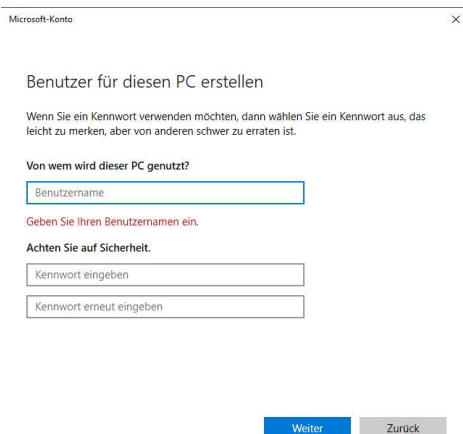 Microsoft-Konto
Benutzer für diesen PC erstellen
Wenn Sie ein Kennwort verwenden möchten, dann wählen Sie ein Kennwort aus, das
leicht zu merken, aber von anderen schwer zu erraten ist.
Von wem wird dieser PC genutzt?
Benutzername
Geben Sie Ihren Benutzernamen ein.
Achten Sie auf Sicherheit.
Kennwort eingeben
Kennwort erneut eingeben
Weiter Zurück